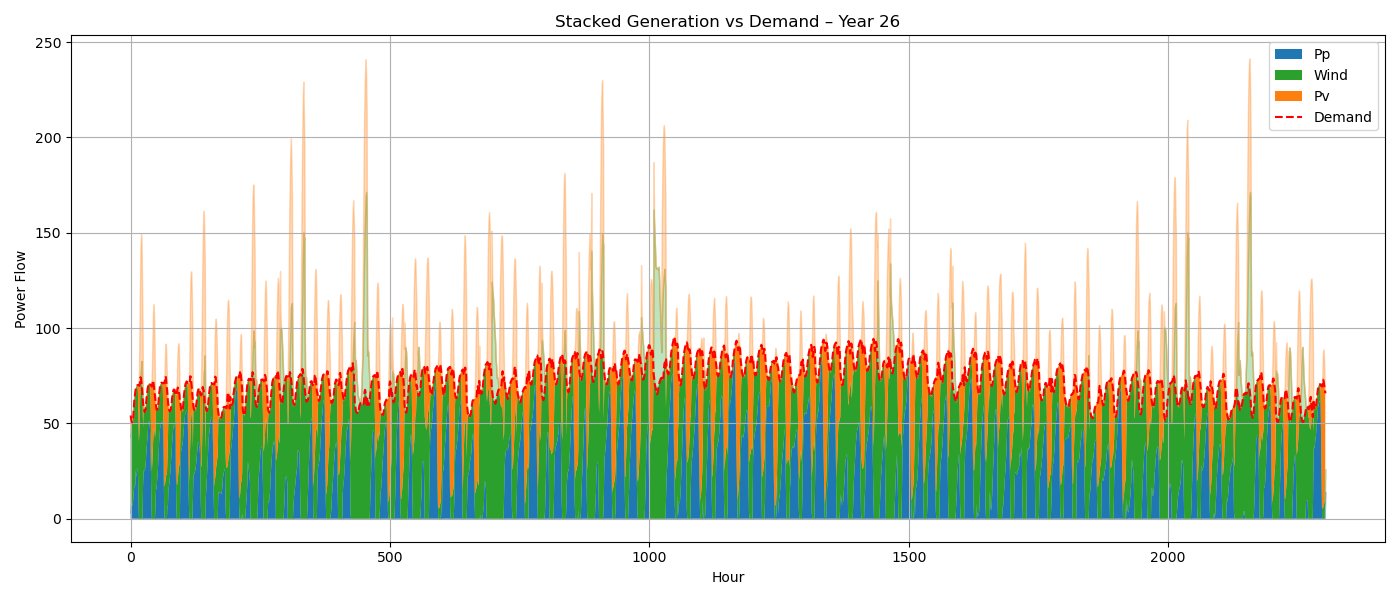 Stacked Generation vs Demand – Year 26
250
200
150
100
50
0
Power Flow
0 500 1000 1500 2000
Hour
Pp
Wind
Pv
Demand